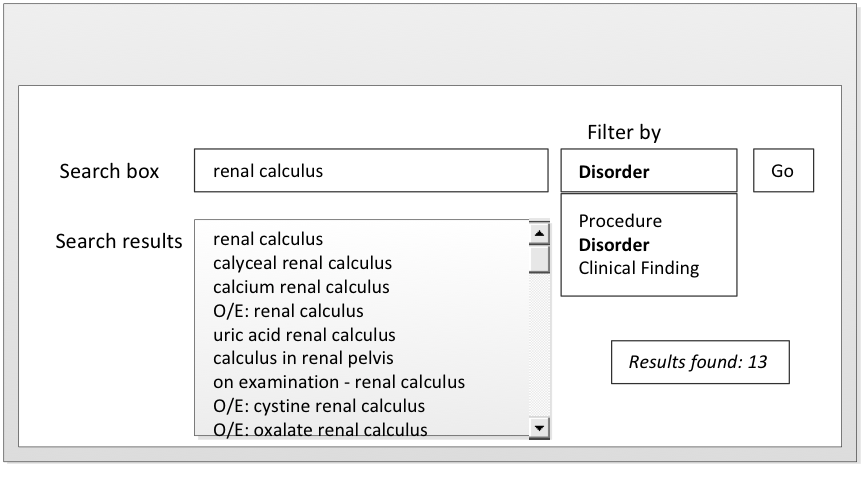 Filter by
Search box
renal calculus
Disorder
Go
Search results
renal calculus
calyceal renal calculus
calcium renal calculus
O/E: renal calculus
uric acid renal calculus
calculus in renal pelvis
on examination - renal calculus
O/E: cystine renal calculus
O/E: oxalate renal calculus
Procedure
Disorder
Clinical Finding
Results found: 13